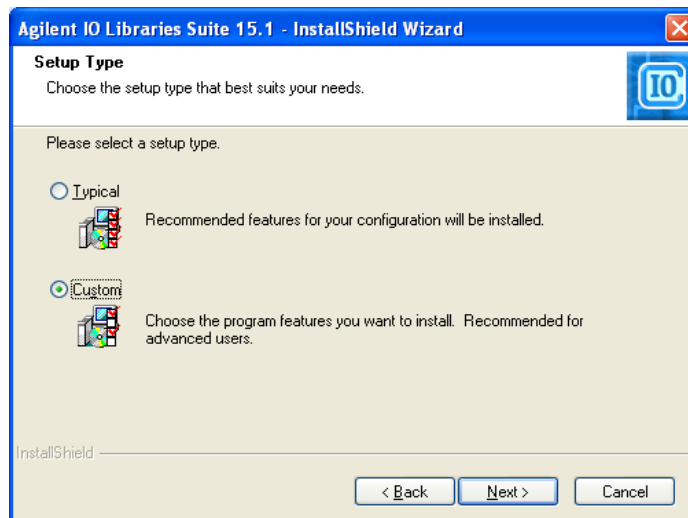 Agilent IO Libraries Suite 15.1 - InstallShield Wizard
Setup Type
Choose the setup type that best suits your needs.
IO
Please select a setup type.
Typical
Recommended features for your configuration will be installed.
Custom
Choose the program features you want to install. Recommended for
advanced users.
InstallShield
< Back
Next >
Cancel